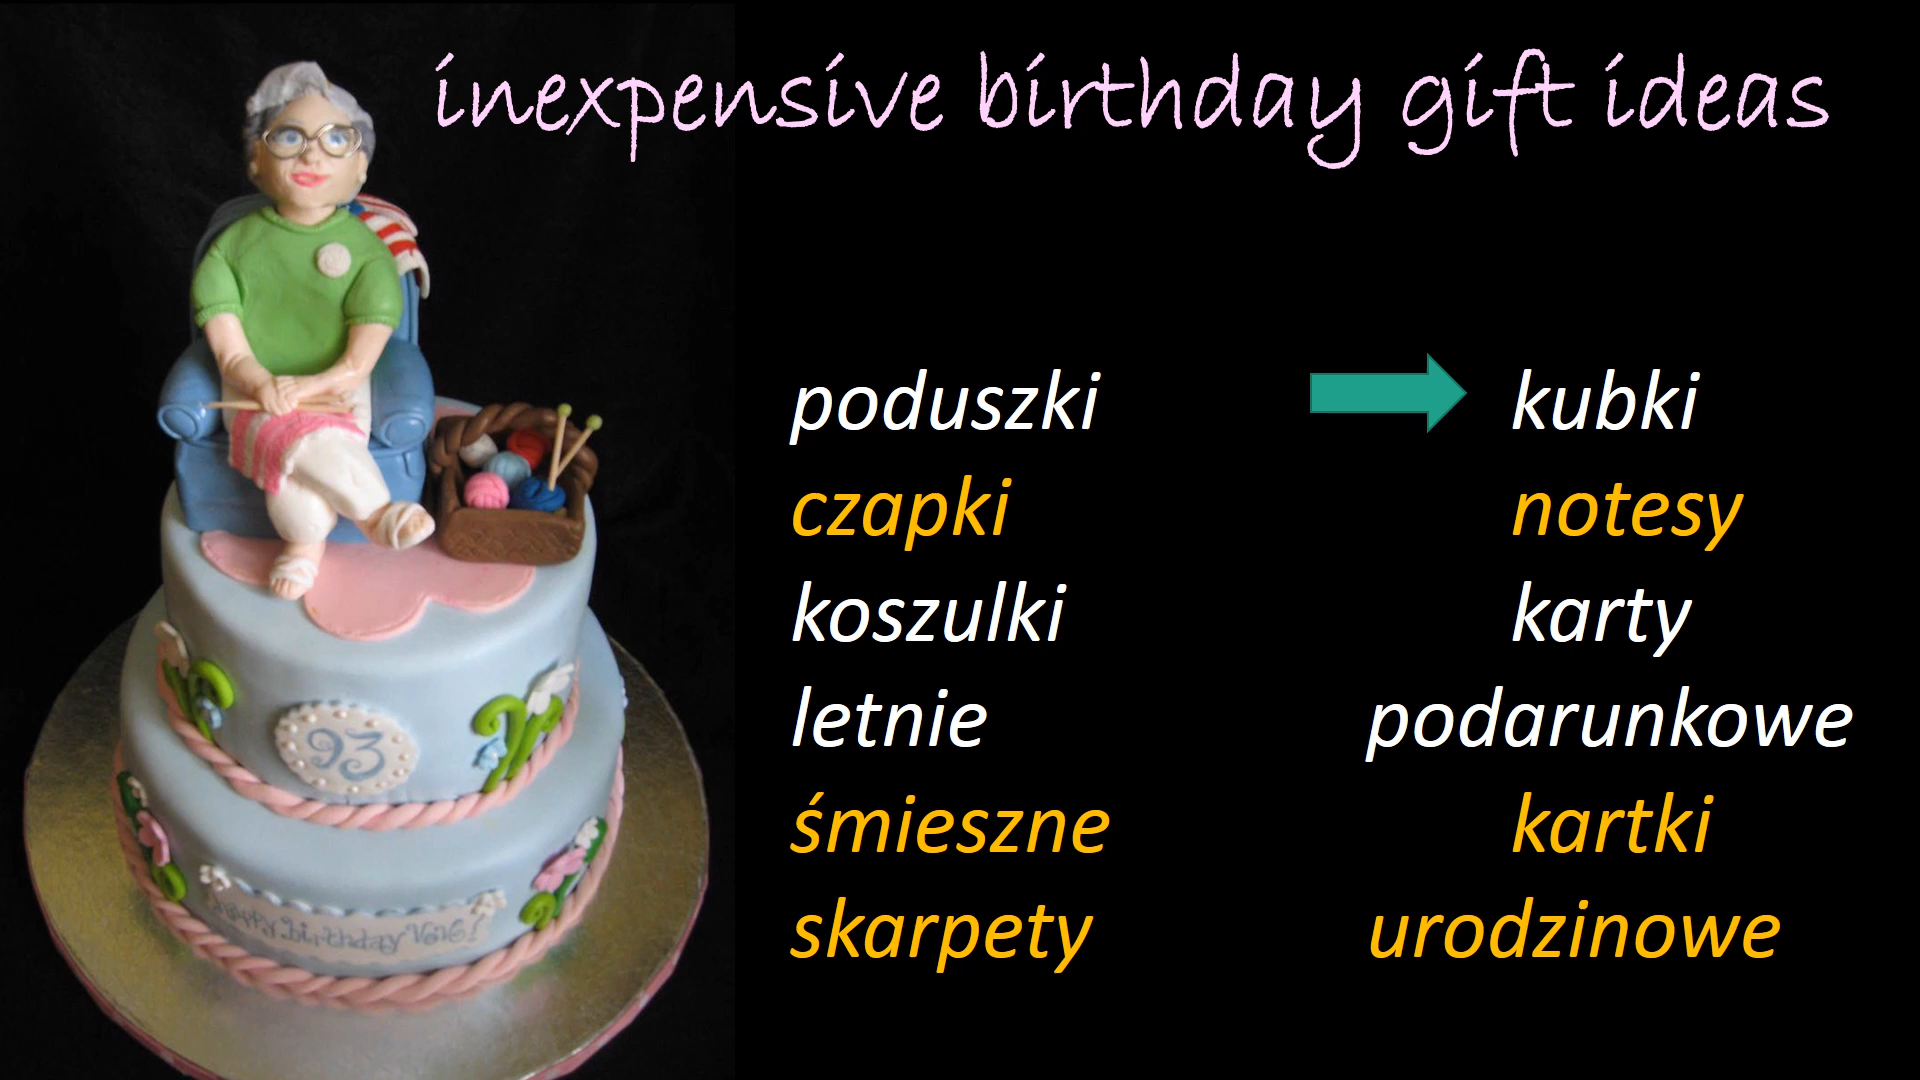 inexpensive birthday gift ideas
poduszki
czapki
koszulki
letnie
śmieszne
skarpety
kubki
notesy
karty
podarunkowe
kartki
urodzinowe
93
happy birthday